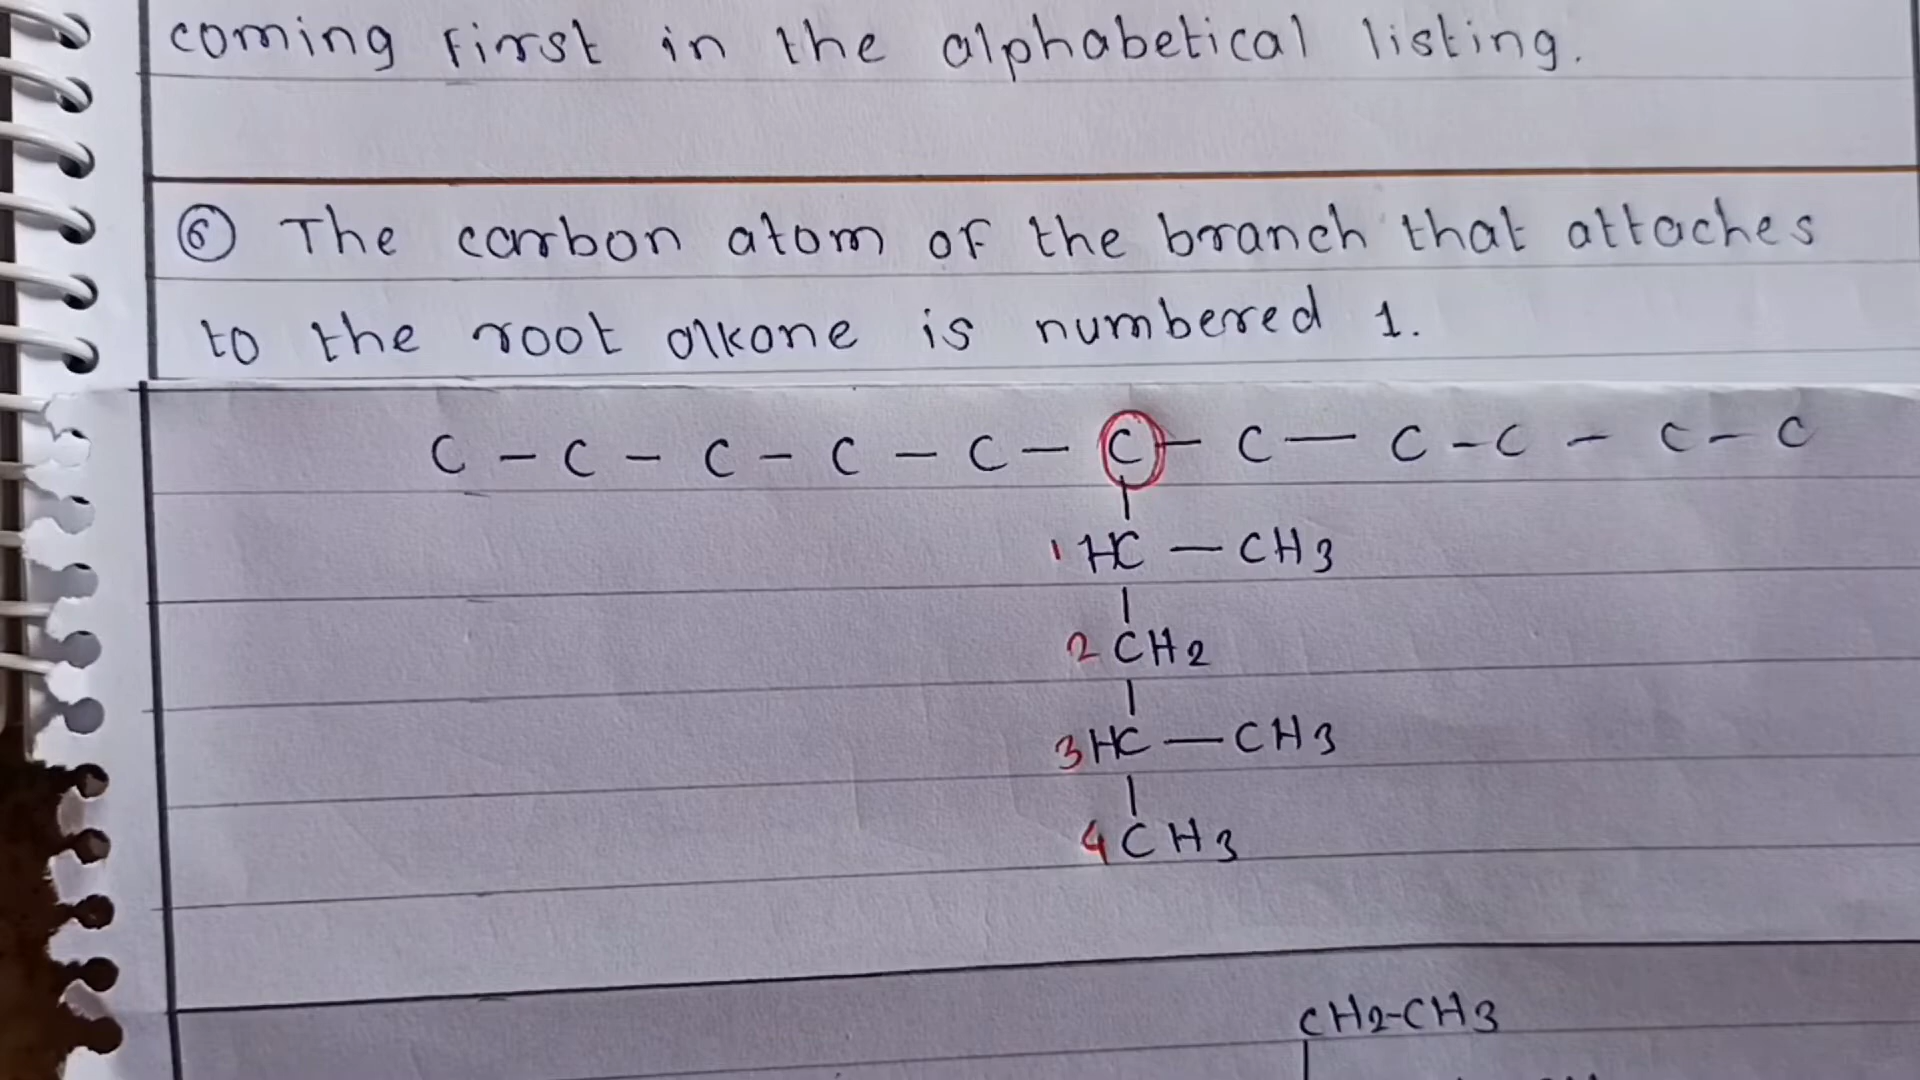 coming first in the alphabetical listing.
⑥ The carbon atom of the branch that attaches
to the root alkane is numbered 1.
C - C - C - C - C - C - C - C - C - C - C
1 HC - CH3
2 CH2
3 HC - CH3
4 CH3
CH2-CH3